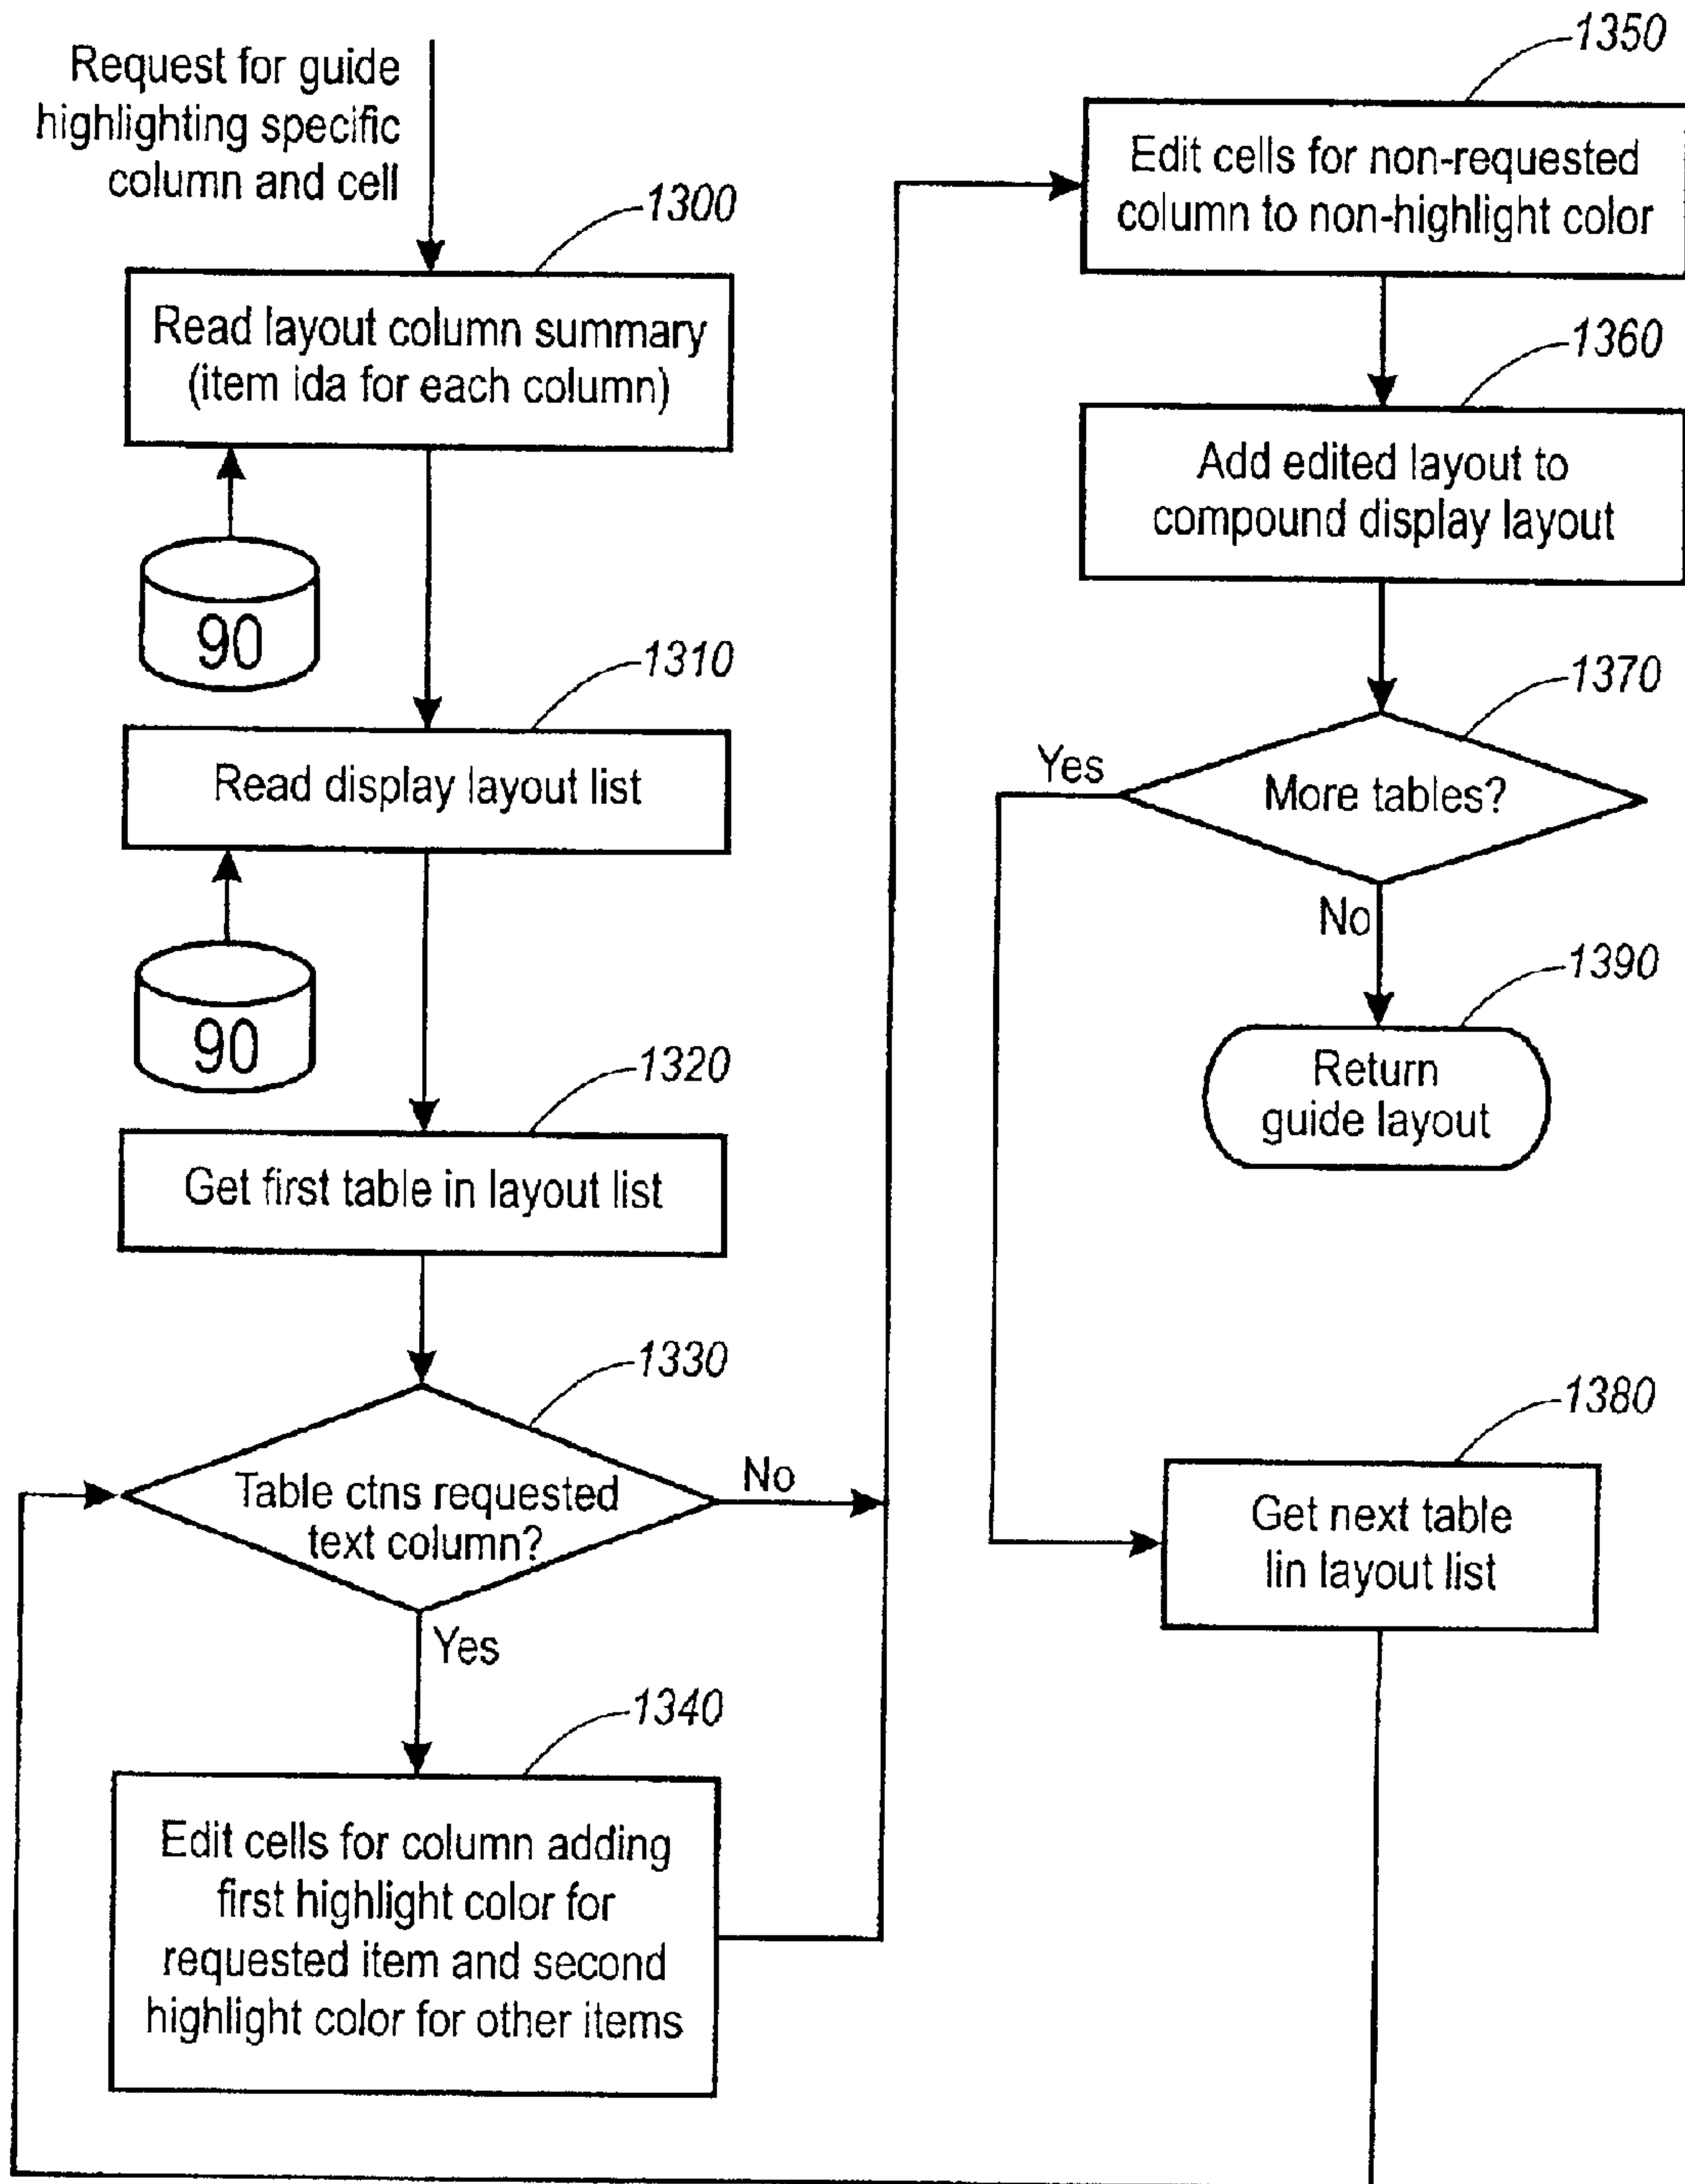 Request for guide
highlighting specific
column and cell
1300
Read layout column summary
(item ida for each column)
90
1310
Read display layout list
90
1320
Get first table in layout list
1330
Table ctns requested
text column?
No
Yes
1340
Edit cells for column adding
first highlight color for
requested item and second
highlight color for other items
1350
Edit cells for non-requested
column to non-highlight color
1360
Add edited layout to
compound display layout
1370
Yes
More tables?
No
1390
Return
guide layout
1380
Get next table
lin layout list